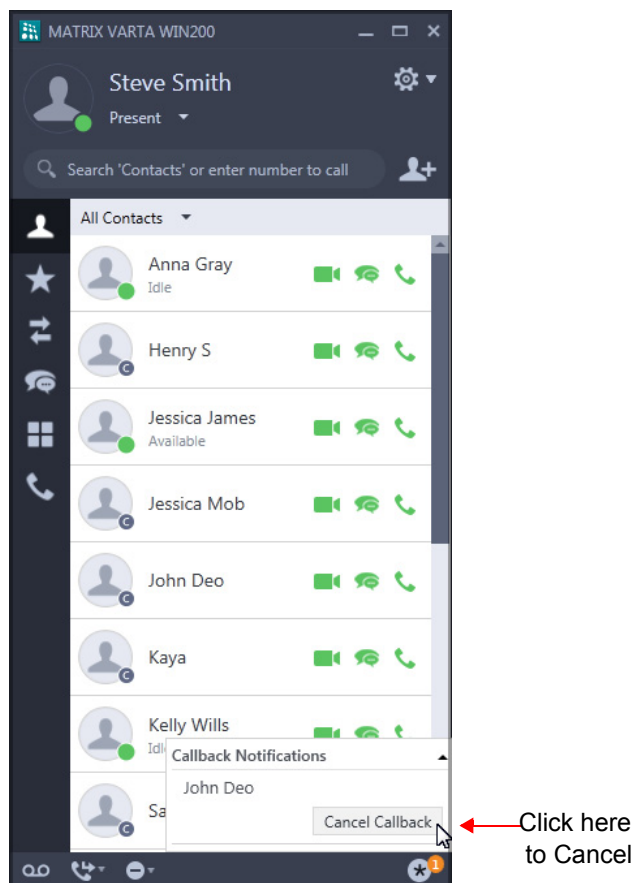 MATRIX VARTA WIN200
Steve Smith
Present
Search 'Contacts' or enter number to call
All Contacts
Anna Gray
Idle
Henry S
C
Jessica James
Available
Jessica Mob
C
John Deo
C
Kaya
C
Kelly Wills
Idl
Callback Notifications
John Deo
Sa
C
Cancel Callback
Click here
to Cancel
1